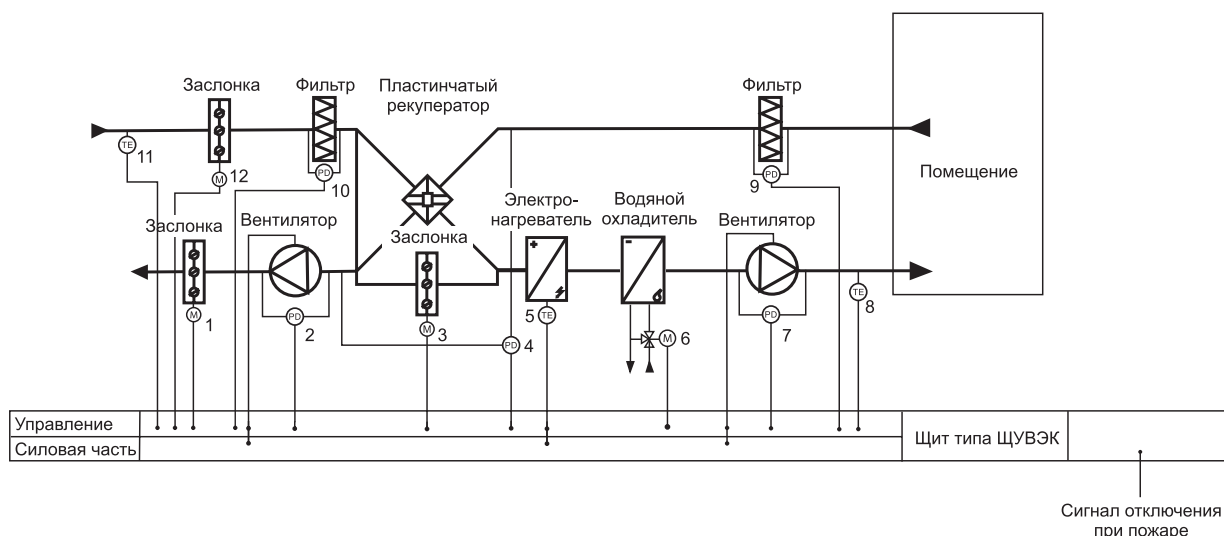 Заслонка
Фильтр
Пластинчатый
рекуператор
Фильтр
TE
11
M
12
PD
10
PD
9
Помещение
Заслонка
Вентилятор
Заслонка
Электро-
нагреватель
Водяной
охладитель
Вентилятор
M
1
PD
2
M
3
PD
4
5
TE
M
6
PD
7
TE
8
Управление
Силовая часть
Щит типа ЩУВЭК
Сигнал отключения
при пожаре